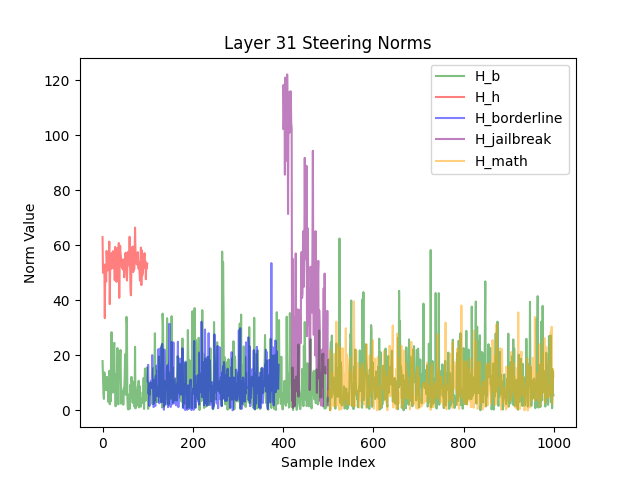 Layer 31 Steering Norms
H_b
H_h
H_borderline
H_jailbreak
H_math
Norm Value
120
100
80
60
40
20
0
0 200 400 600 800 1000
Sample Index